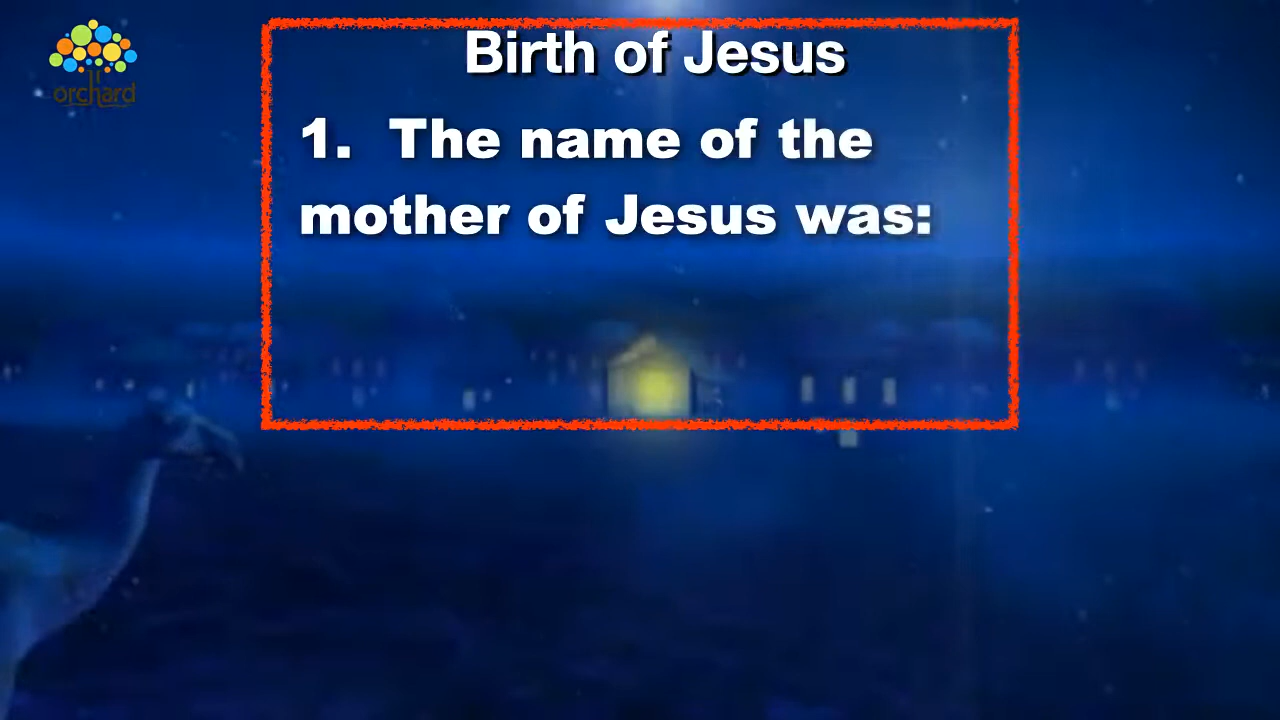 orchard
Birth of Jesus
1. The name of the
mother of Jesus was: